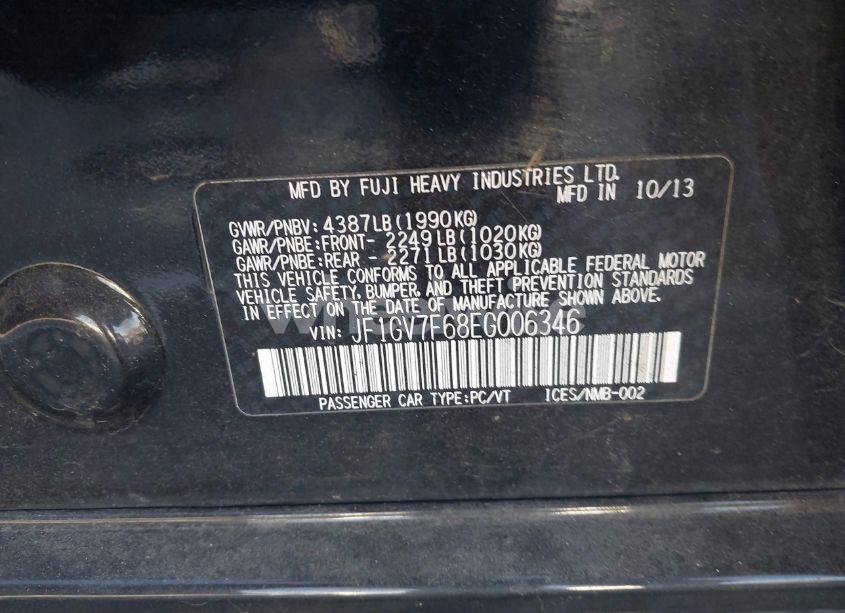 MFD BY FUJI HEAVY INDUSTRIES LTD.
MFD IN 10/13
GVWR/PNBV: 4387LB(1990KG)
GAWR/PNBE:FRONT- 2249LB(1020KG)
GAWR/PNBE:REAR -2271LB(1030KG)
THIS VEHICLE CONFORMS TO ALL APPLICABLE FEDERAL MOTOR
VEHICLE SAFETY, BUMPER, AND THEFT PREVENTION STANDARDS
IN EFFECT ON THE DATE OF MANUFACTURE SHOWN ABOVE.
VIN: JF1GV7F68EG006346
PASSENGER CAR TYPE:PC/VT ICES/NMB-002